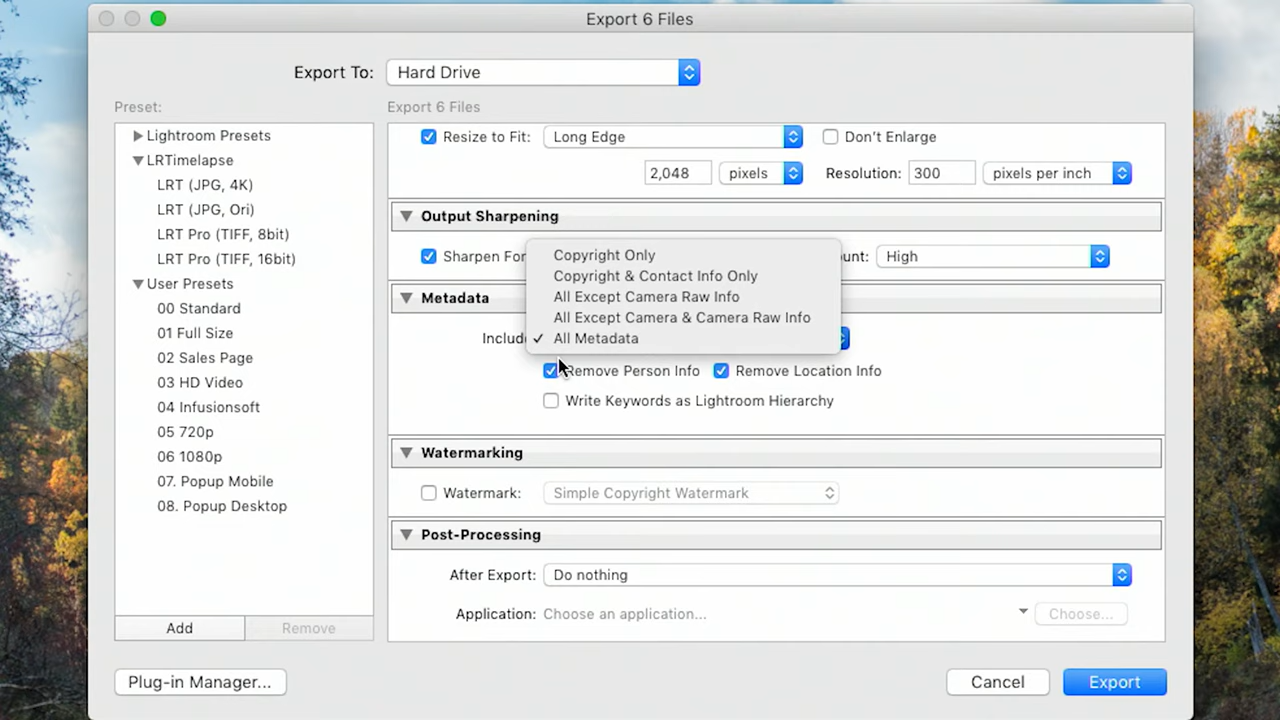 Export 6 Files
Export To: Hard Drive
Preset:
Lightroom Presets
LRTimelapse
LRT (JPG, 4K)
LRT (JPG, Ori)
LRT Pro (TIFF, 8bit)
LRT Pro (TIFF, 16bit)
User Presets
00 Standard
01 Full Size
02 Sales Page
03 HD Video
04 Infusionsoft
05 720p
06 1080p
07. Popup Mobile
08. Popup Desktop
Add Remove
Export 6 Files
Resize to Fit: Long Edge Don't Enlarge
2,048 pixels Resolution: 300 pixels per inch
Output Sharpening
Sharpen For unt: High
Copyright Only
Copyright & Contact Info Only
All Except Camera Raw Info
All Except Camera & Camera Raw Info
All Metadata
Metadata
Includ
Remove Person Info Remove Location Info
Write Keywords as Lightroom Hierarchy
Watermarking
Watermark: Simple Copyright Watermark
Post-Processing
After Export: Do nothing
Application: Choose an application... Choose...
Plug-in Manager... Cancel Export